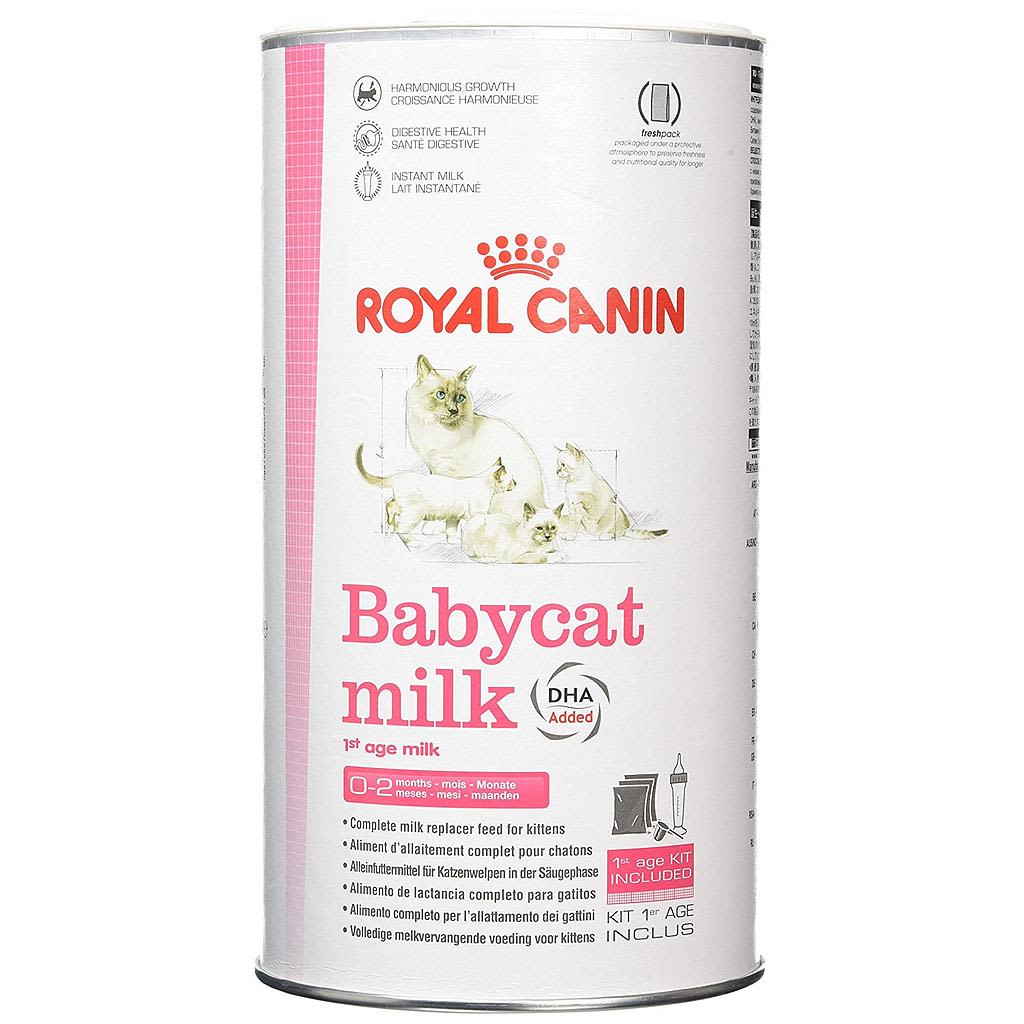 HARMONIOUS GROWTH
CROISSANCE HARMONIEUSE
DIGESTIVE HEALTH
SANTÉ DIGESTIVE
INSTANT MILK
LAIT INSTANTANÉ
freshpack
packaged under a protective
atmosphere to preserve freshness
and nutritional quality for longer
ROYAL CANIN
Babycat
milk
DHA
Added
1st age milk
0-2 months - mois - Monate
meses - mesi - maanden
• Complete milk replacer feed for kittens
• Aliment d'allaitement complet pour chatons
• Alleinfuttermittel für Katzenwelpen in der Säugephase
• Alimento de lactancia completo para gatitos
• Alimento completo per l'allattamento dei gattini
• Volledige melkvervangende voeding voor kittens
1st age KIT
INCLUDED
KIT 1er AGE
INCLUS